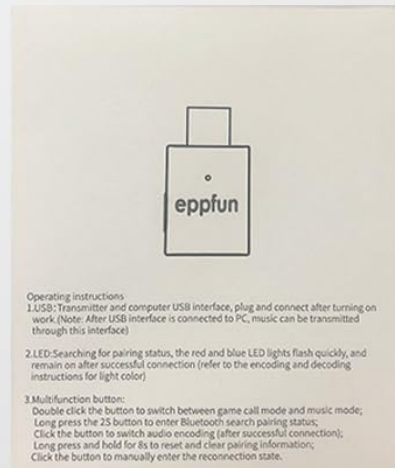 eppfun
Operating instructions
1.USB:Transmitter and computer USB interface, plug and connect after turning on
work.(Note: After USB interface is connected to PC, music can be transmitted
through this interface)
2.LED:Searching for pairing status, the red and blue LED lights flash quickly, and
remain on after successful connection (refer to the encoding and decoding
instructions for light color)
3.Multifunction button:
Double click the button to switch between game call mode and music mode;
Long press the 2S button to enter Bluetooth search pairing status;
Click the button to switch audio encoding (after successful connection);
Long press and hold for 8s to reset and clear pairing information;
Click the button to manually enter the reconnection state.